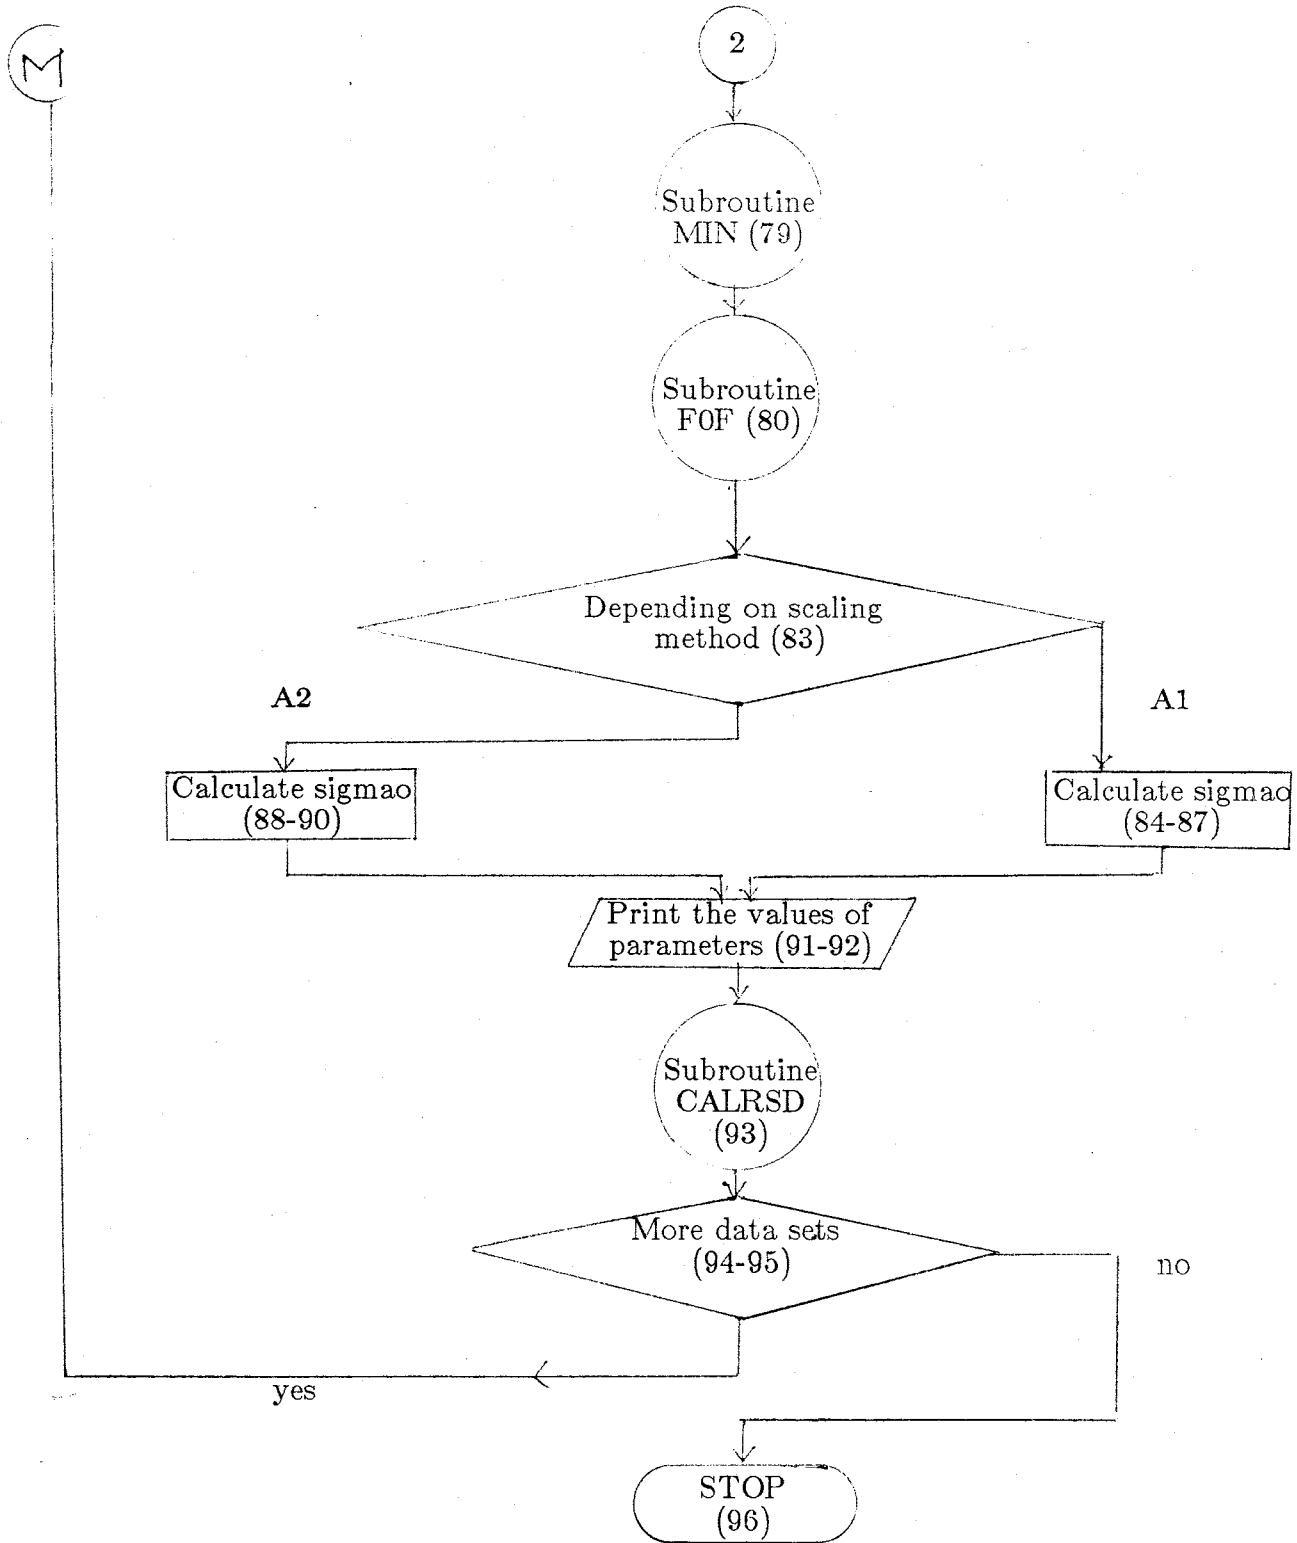 M
2
Subroutine
MIN (79)
Subroutine
F0F (80)
Depending on scaling
method (83)
A2
A1
Calculate sigmao
(88-90)
Calculate sigmao
(84-87)
Print the values of
parameters (91-92)
Subroutine
CALRSD
(93)
More data sets
(94-95)
no
yes
STOP
(96)